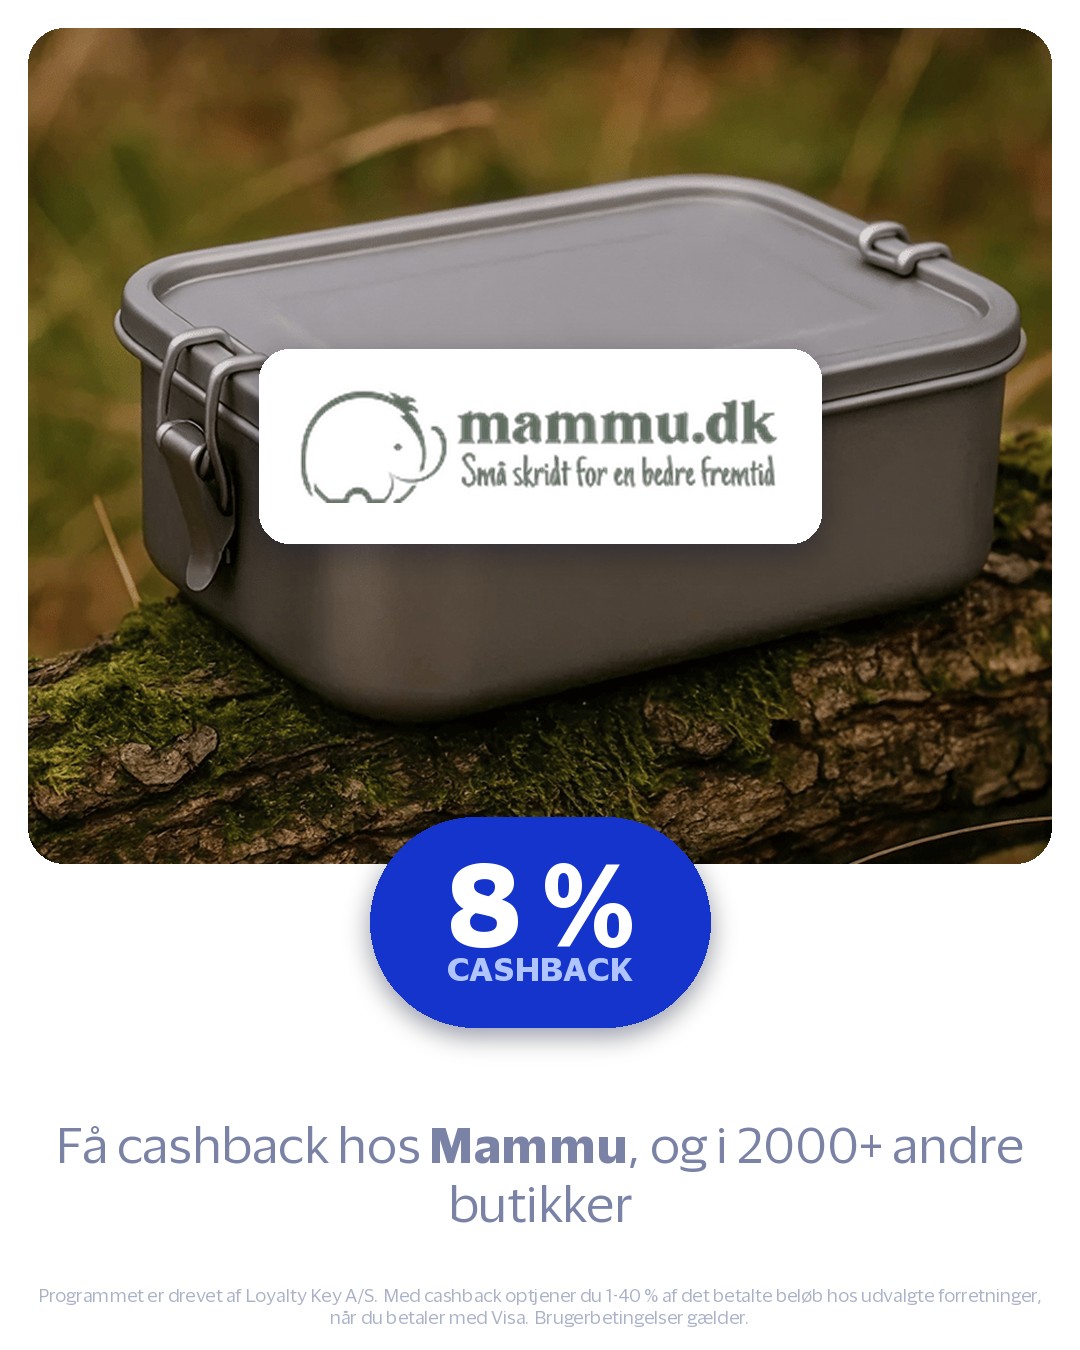 mammu.dk
Små skridt for en bedre fremtid
8 %
CASHBACK
Få cashback hos Mammu, og i 2000+ andre
butikker
Programmet er drevet af Loyalty Key A/S. Med cashback optjener du 1-40 % af det betalte beløb hos udvalgte forretninger,
når du betaler med Visa. Brugerbetingelser gælder.